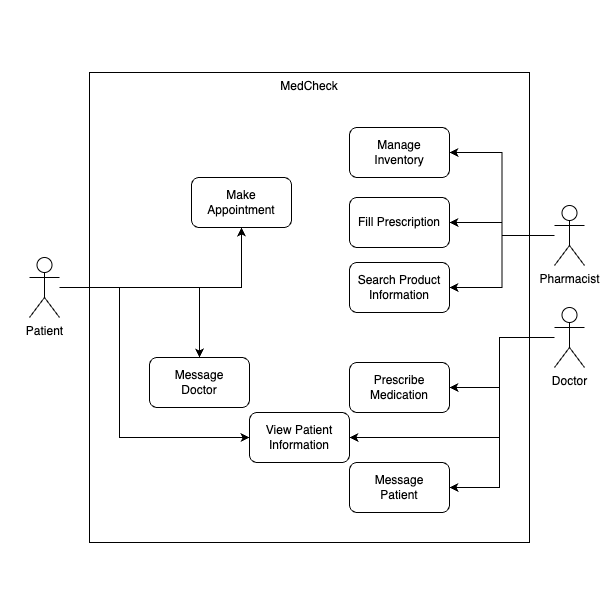 MedCheck
Manage
Inventory
Make
Appointment
Fill Prescription
Search Product
Information
Pharmacist
Patient
Message
Doctor
Prescribe
Medication
Doctor
View Patient
Information
Message
Patient